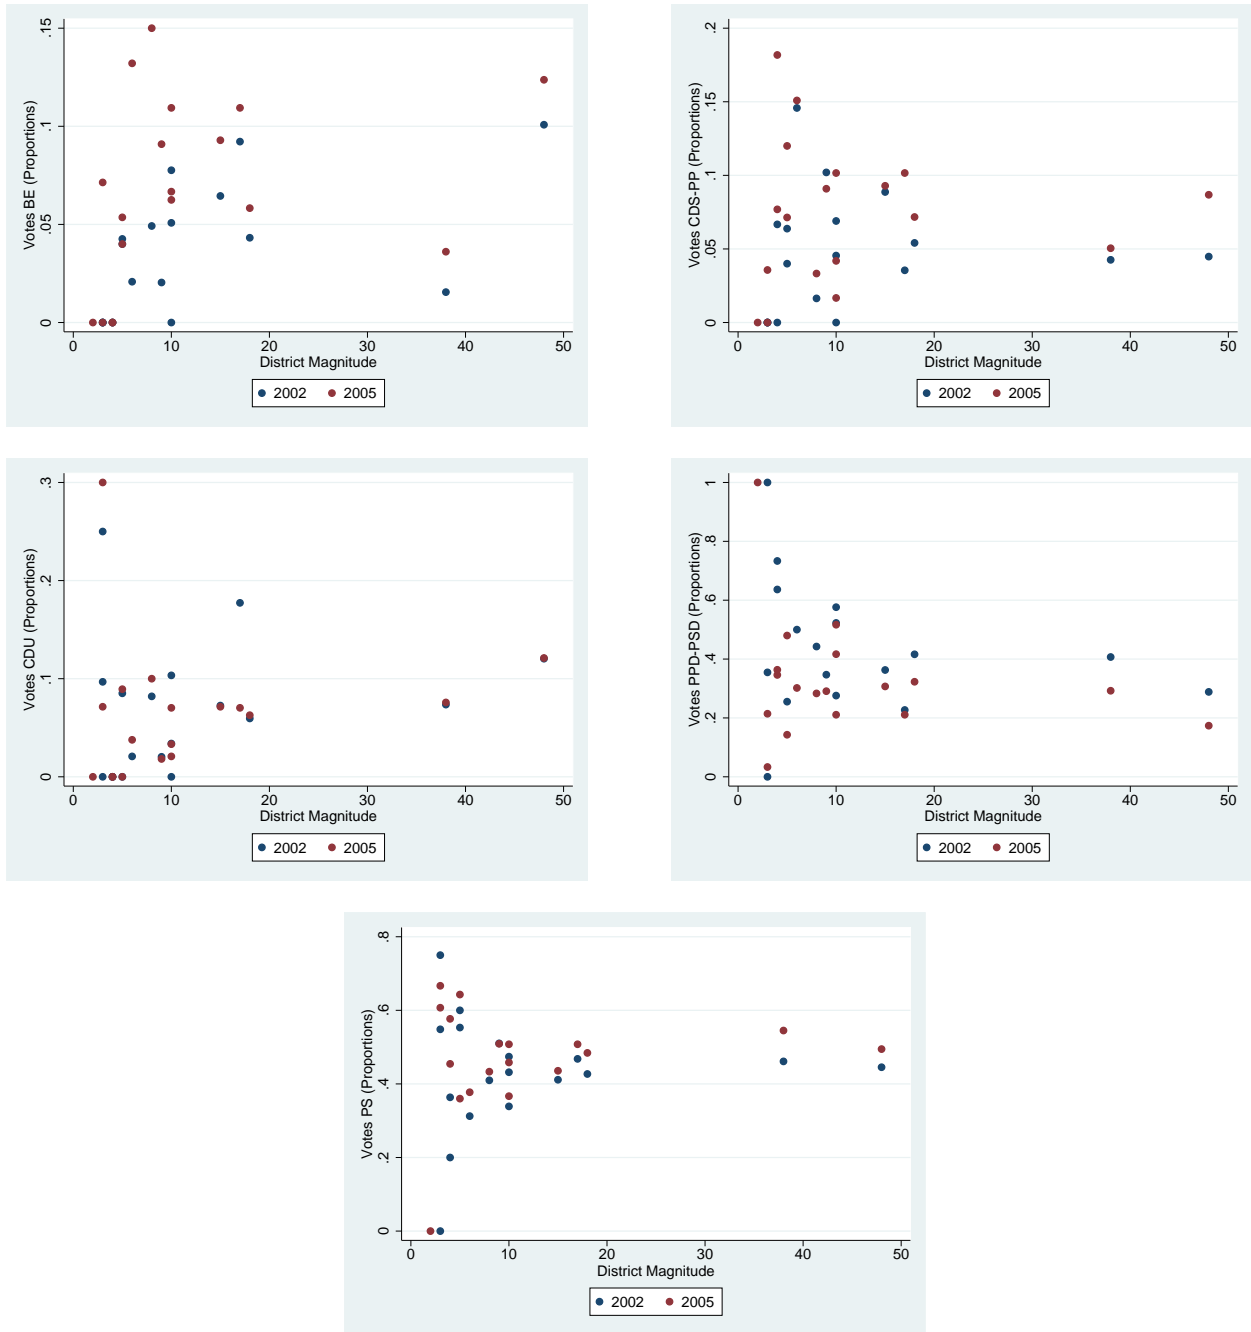 Votes BE (Proportions)
.15
.1
.05
0
0 10 20 30 40 50
District Magnitude
2002 2005
Votes CDS-PP (Proportions)
.2
.15
.1
.05
0
0 10 20 30 40 50
District Magnitude
2002 2005
Votes CDU (Proportions)
.3
.2
.1
0
0 10 20 30 40 50
District Magnitude
2002 2005
Votes PPD-PSD (Proportions)
1
.8
.6
.4
.2
0
0 10 20 30 40 50
District Magnitude
2002 2005
Votes PS (Proportions)
.8
.6
.4
.2
0
0 10 20 30 40 50
District Magnitude
2002 2005